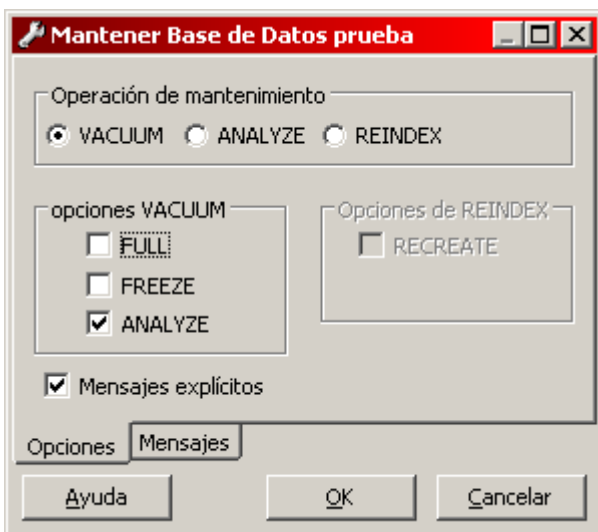 Mantener Base de Datos prueba
Operación de mantenimiento
VACUUM ANALYZE REINDEX
opciones VACUUM
FULL
FREEZE
ANALYZE
Opciones de REINDEX
RECREATE
Mensajes explícitos
Opciones Mensajes
Ayuda OK Cancelar